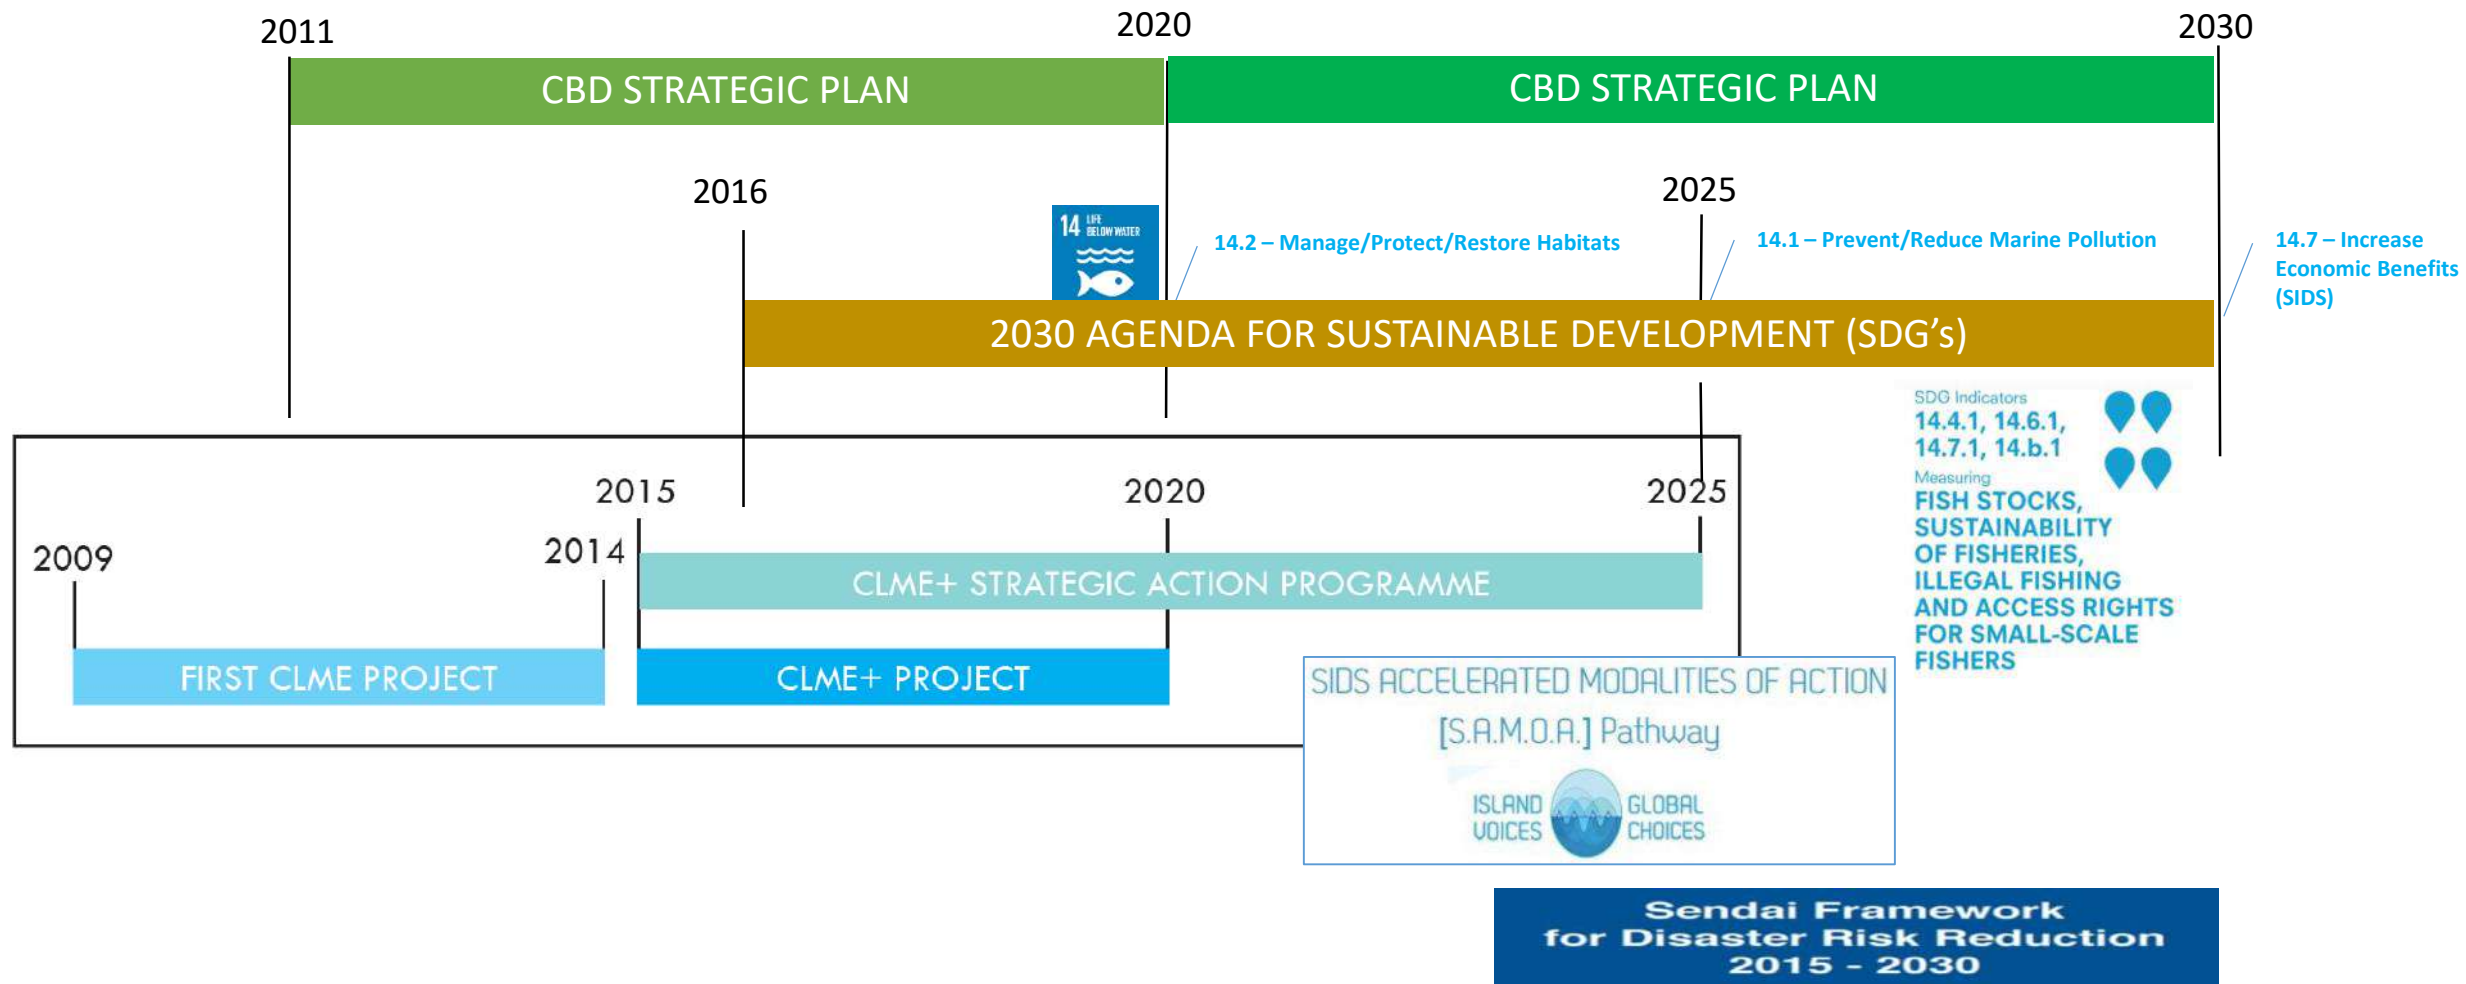 2011
2020
2030
CBD STRATEGIC PLAN
CBD STRATEGIC PLAN
2016
2025
14 LIFE
BELOW WATER
14.2 – Manage/Protect/Restore Habitats
14.1 – Prevent/Reduce Marine Pollution
14.7 – Increase
Economic Benefits
(SIDS)
2030 AGENDA FOR SUSTAINABLE DEVELOPMENT (SDG's)
SDG Indicators
14.4.1, 14.6.1,
14.7.1, 14.b.1
Measuring
FISH STOCKS,
SUSTAINABILITY
OF FISHERIES,
ILLEGAL FISHING
AND ACCESS RIGHTS
FOR SMALL-SCALE
FISHERS
2015
2020
2025
2009
2014
CLME+ STRATEGIC ACTION PROGRAMME
FIRST CLME PROJECT
CLME+ PROJECT
SIDS ACCELERATED MODALITIES OF ACTION
[S.A.M.O.A.] Pathway
ISLAND
VOICES
GLOBAL
CHOICES
Sendai Framework
for Disaster Risk Reduction
2015 - 2030